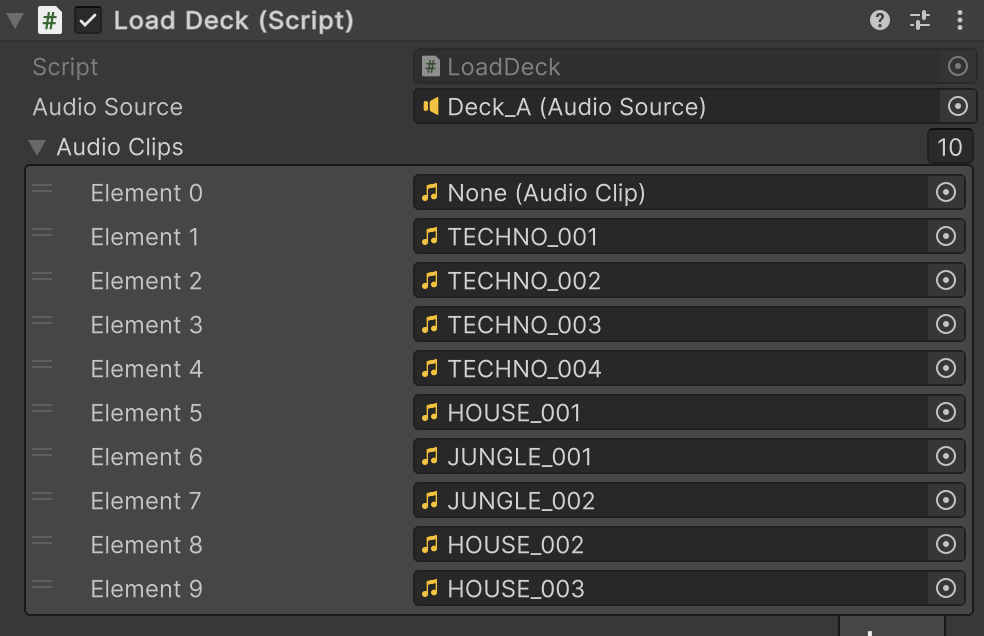 # Load Deck (Script)
Script # LoadDeck
Audio Source Deck_A (Audio Source)
Audio Clips 10
Element 0 None (Audio Clip)
Element 1 TECHNO_001
Element 2 TECHNO_002
Element 3 TECHNO_003
Element 4 TECHNO_004
Element 5 HOUSE_001
Element 6 JUNGLE_001
Element 7 JUNGLE_002
Element 8 HOUSE_002
Element 9 HOUSE_003